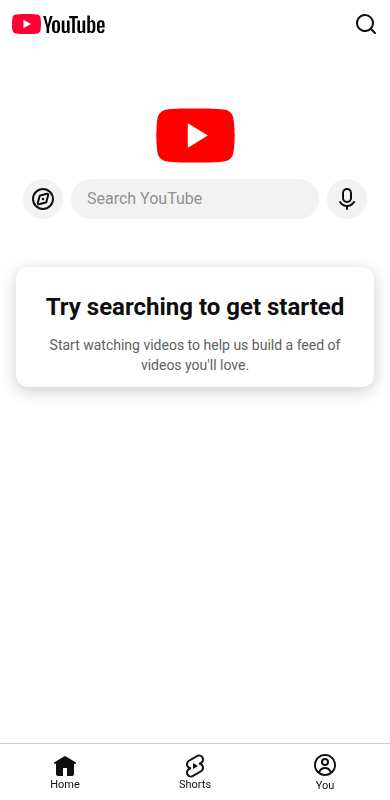 YouTube
Search YouTube
Try searching to get started
Start watching videos to help us build a feed of
videos you'll love.
Home
Shorts
You